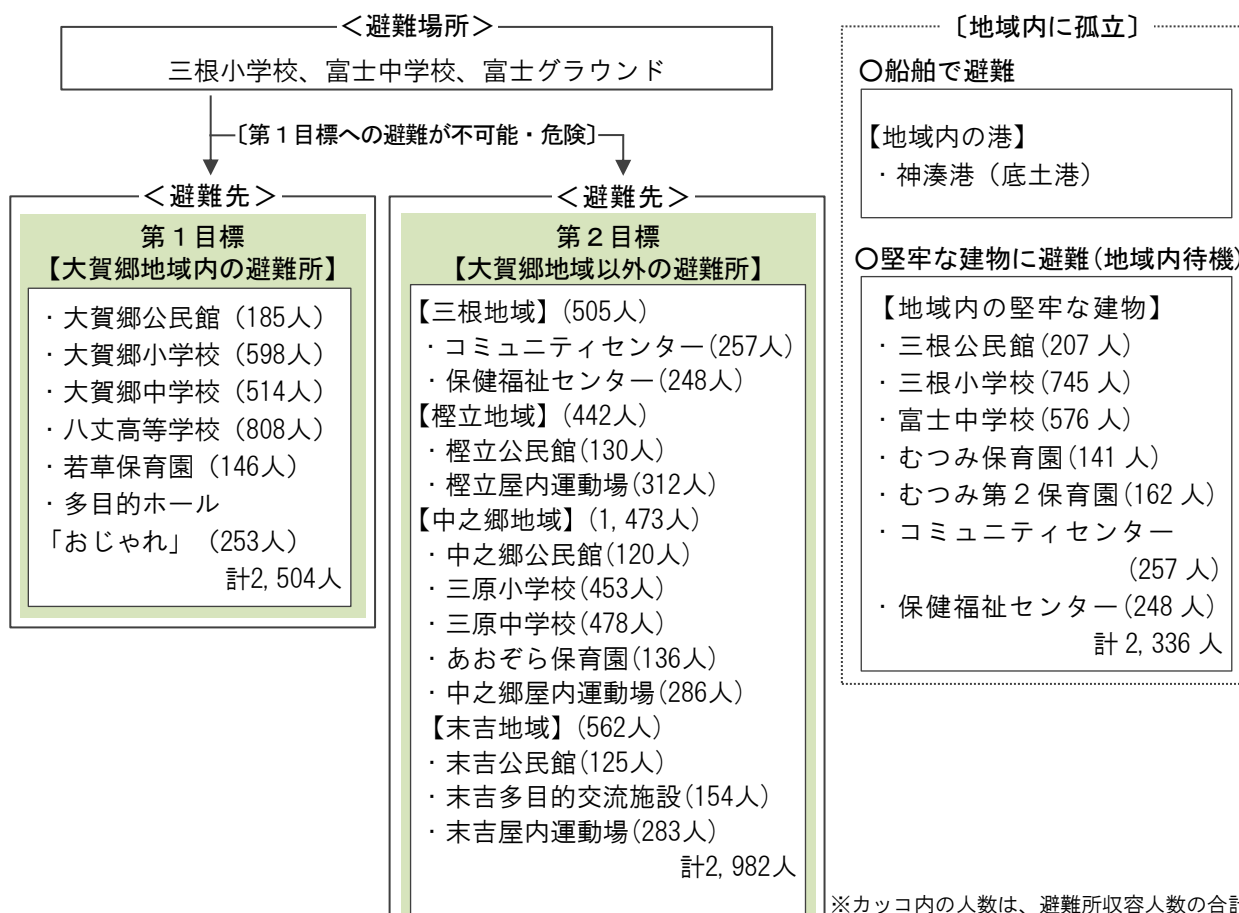 ＜避難場所＞
三根小学校、富士中学校、富士グラウンド
〔第１目標への避難が不可能・危険〕
＜避難先＞
第１目標
【大賀郷地域内の避難所】
・大賀郷公民館（185人）
・大賀郷小学校（598人）
・大賀郷中学校（514人）
・八丈高等学校（808人）
・若草保育園（146人）
・多目的ホール
「おじゃれ」（253人）
計2,504人
＜避難先＞
第２目標
【大賀郷地域以外の避難所】
【三根地域】(505人)
・コミュニティセンター(257人)
・保健福祉センター(248人)
【樫立地域】(442人)
・樫立公民館(130人)
・樫立屋内運動場(312人)
【中之郷地域】(1,473人)
・中之郷公民館(120人)
・三原小学校(453人)
・三原中学校(478人)
・あおぞら保育園(136人)
・中之郷屋内運動場(286人)
【末吉地域】(562人)
・末吉公民館(125人)
・末吉多目的交流施設(154人)
・末吉屋内運動場(283人)
計2,982人
〔地域内に孤立〕
○船舶で避難
【地域内の港】
・神湊港（底土港）
○堅牢な建物に避難(地域内待機)
【地域内の堅牢な建物】
・三根公民館(207 人)
・三根小学校(745 人)
・富士中学校(576 人)
・むつみ保育園(141 人)
・むつみ第２保育園(162 人)
・コミュニティセンター
(257 人)
・保健福祉センター(248 人)
計 2,336 人
※カッコ内の人数は、避難所収容人数の合計